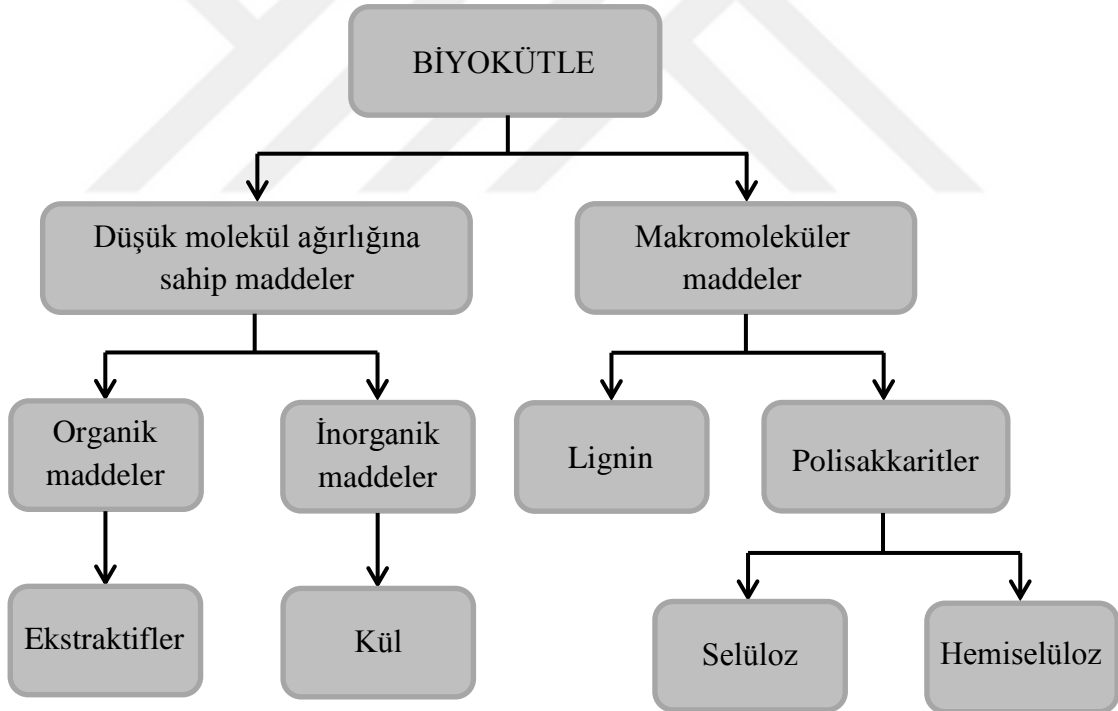 BİYOKÜTLE
Düşük molekül ağırlığına
sahip maddeler
Makromoleküler
maddeler
Organik
maddeler
İnorganik
maddeler
Lignin
Polisakkaritler
Ekstraktifler
Kül
Selüloz
Hemiselüloz